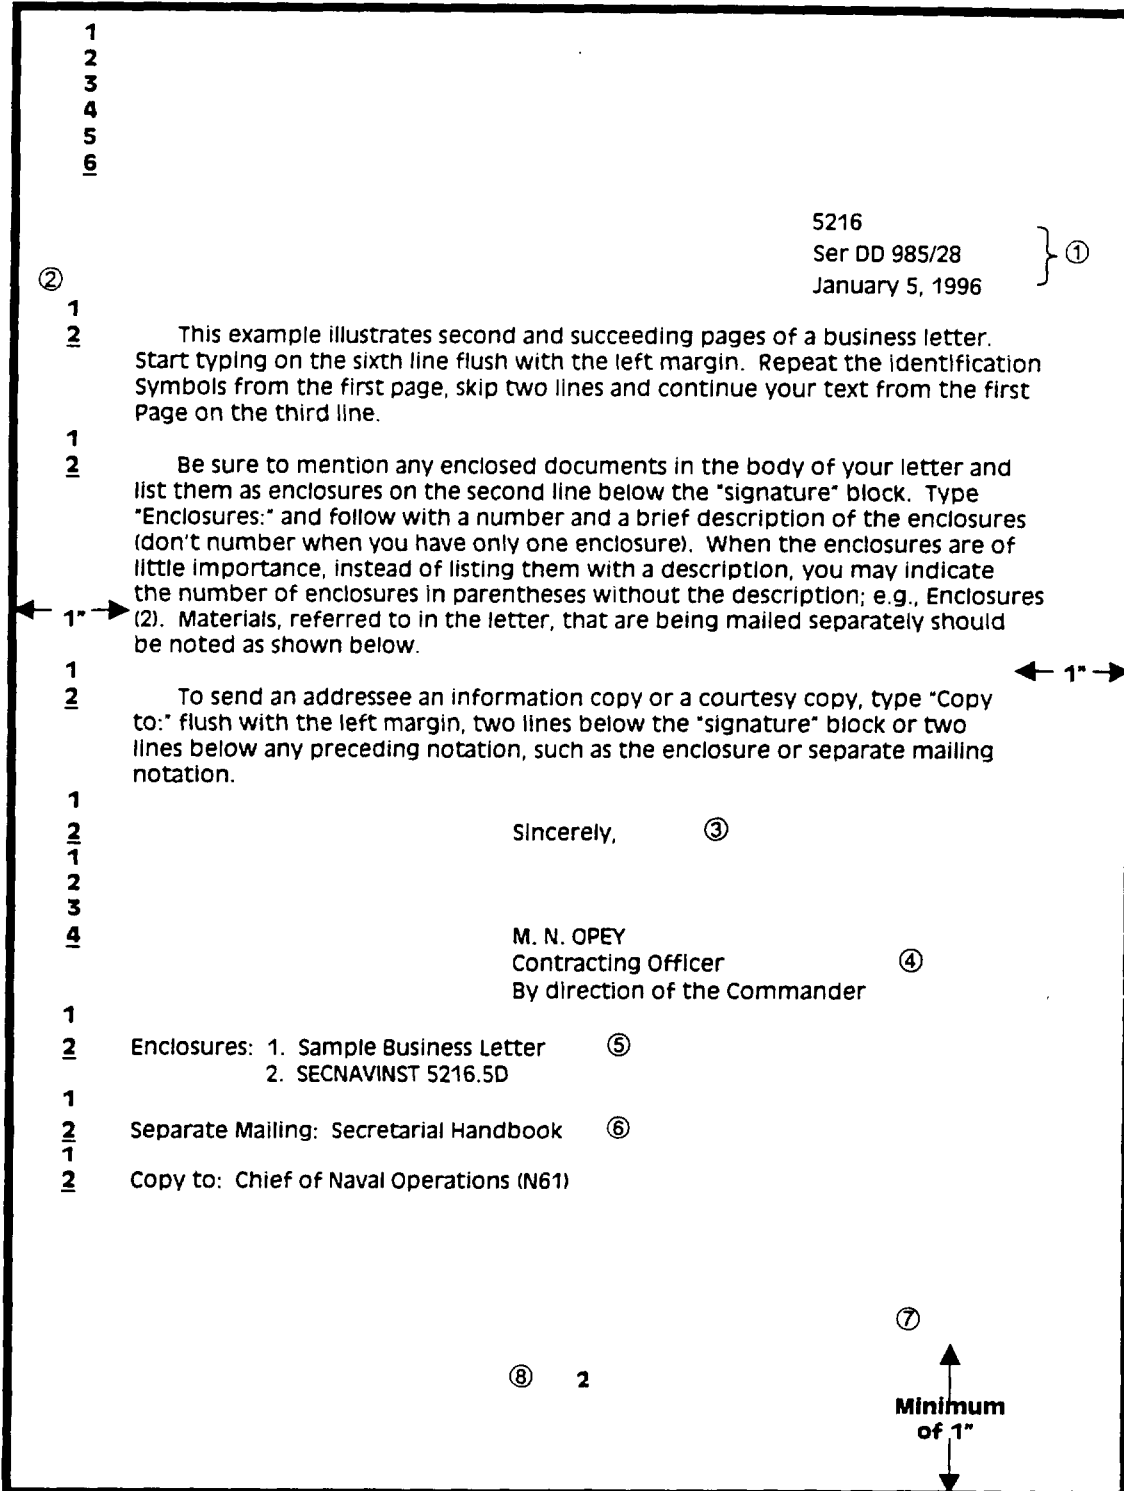 1
2
3
4
5
6
5216
Ser DD 985/28 ①
② January 5, 1996
1
2 This example illustrates second and succeeding pages of a business letter.
Start typing on the sixth line flush with the left margin. Repeat the identification
Symbols from the first page, skip two lines and continue your text from the first
Page on the third line.
1
2 Be sure to mention any enclosed documents in the body of your letter and
list them as enclosures on the second line below the "signature" block. Type
"Enclosures:" and follow with a number and a brief description of the enclosures
(don't number when you have only one enclosure). When the enclosures are of
little importance, instead of listing them with a description, you may indicate
the number of enclosures in parentheses without the description; e.g., Enclosures
1" (2). Materials, referred to in the letter, that are being mailed separately should
be noted as shown below.
1 1"
2 To send an addressee an information copy or a courtesy copy, type "Copy
to:" flush with the left margin, two lines below the "signature" block or two
lines below any preceding notation, such as the enclosure or separate mailing
notation.
1
2 Sincerely, ③
1
2
3
4 M. N. OPEY
Contracting Officer ④
By direction of the Commander
1
2 Enclosures: 1. Sample Business Letter ⑤
2. SECNAVINST 5216.5D
1
2 Separate Mailing: Secretarial Handbook ⑥
1
2 Copy to: Chief of Naval Operations (N61)
⑦
⑧ 2
Minimum
of 1"